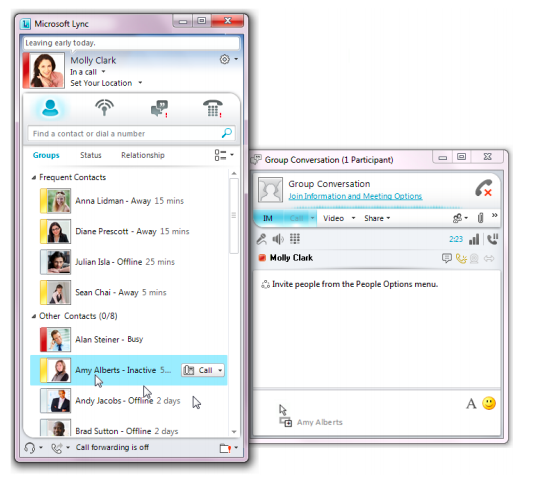 Microsoft Lync
Leaving early today.
Molly Clark
In a call
Set Your Location
Find a contact or dial a number
Groups Status Relationship
Frequent Contacts
Anna Lidman - Away 15 mins
Diane Prescott - Away 5 mins
Julian Isla - Offline 25 mins
Sean Chai - Away 5 mins
Other Contacts (0/8)
Alan Steiner - Busy
Amy Alberts - Inactive 5... Call
Andy Jacobs - Offline 2 days
Brad Sutton - Offline 2 days
Call forwarding is off
Group Conversation (1 Participant)
Group Conversation
Join Information and Meeting Options
IM Call Video Share
2:23
Molly Clark
Invite people from the People Options menu.
A
Amy Alberts